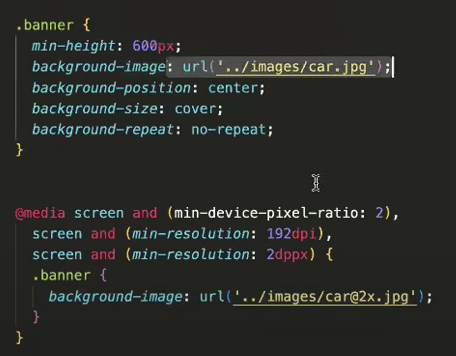 .banner {
min-height: 600px;
background-image: url('../images/car.jpg');
background-position: center;
background-size: cover;
background-repeat: no-repeat;
}
@media screen and (min-device-pixel-ratio: 2),
screen and (min-resolution: 192dpi),
screen and (min-resolution: 2dppx) {
.banner {
background-image: url('../images/car@2x.jpg');
}
}